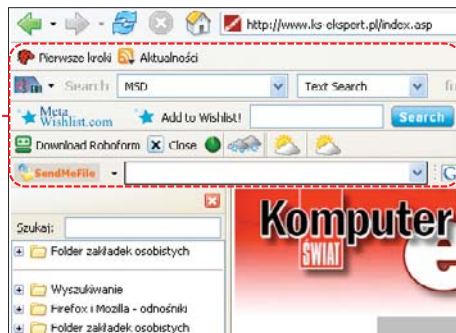 http://www.ks-ekspert.pl/index.asp
Pierwsze kroki Aktualności
Search MSD Text Search
Meta Wishlist.com Add to Wishlist! Search
Download Roboform Close
SendMeFile G
Szukaj:
Folder zakładek osobistych
Wyszukiwanie
Firefox i Mozilla - odnośniki
Folder zakładek osobistych
Komputer
ŚWIAT
e